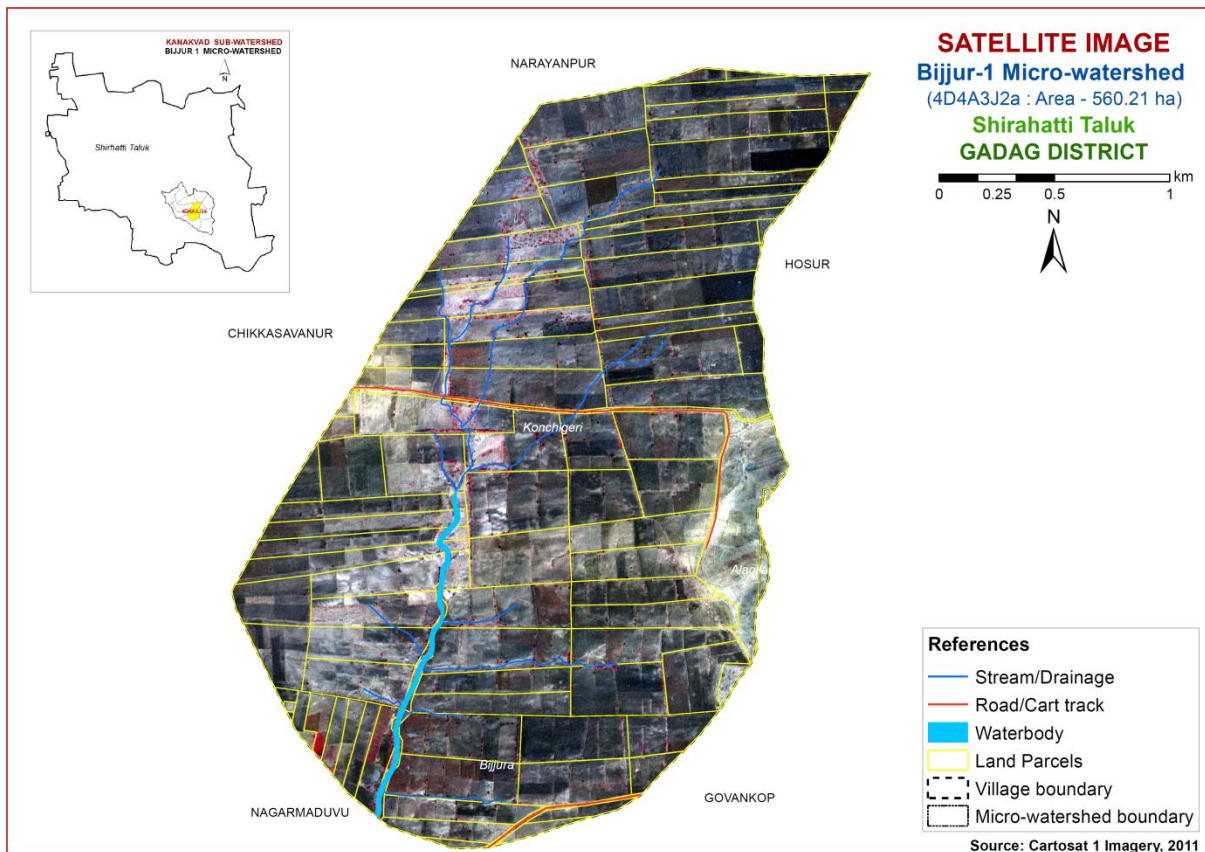 KANAKVAD SUB-WATERSHED
BIJJUR 1 MICRO-WATERSHED
N
Shirhatti Taluk
4D4A3J2a
SATELLITE IMAGE
Bijjur-1 Micro-watershed
(4D4A3J2a : Area - 560.21 ha)
Shirahatti Taluk
GADAG DISTRICT
km
0 0.25 0.5 1
N
NARAYANPUR
HOSUR
CHIKKASAVANUR
Konchigeri
Bijjura
NAGARMADUVU
GOVANKOP
References
Stream/Drainage
Road/Cart track
Waterbody
Land Parcels
Village boundary
Micro-watershed boundary
Source: Cartosat 1 Imagery, 2011